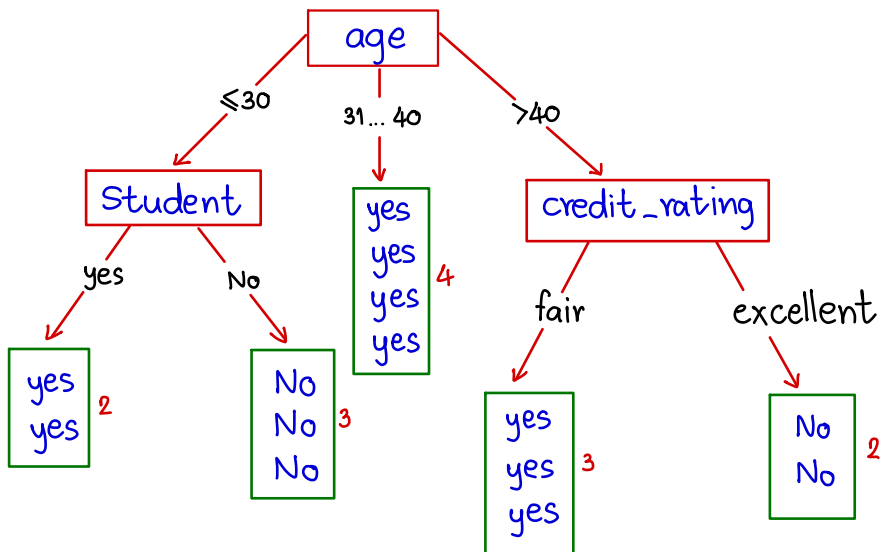 age
≤30
31... 40
>40
Student
credit_rating
yes
No
yes
yes
yes
yes
4
fair
excellent
yes
yes
2
No
No
No
3
yes
yes
yes
3
No
No
2